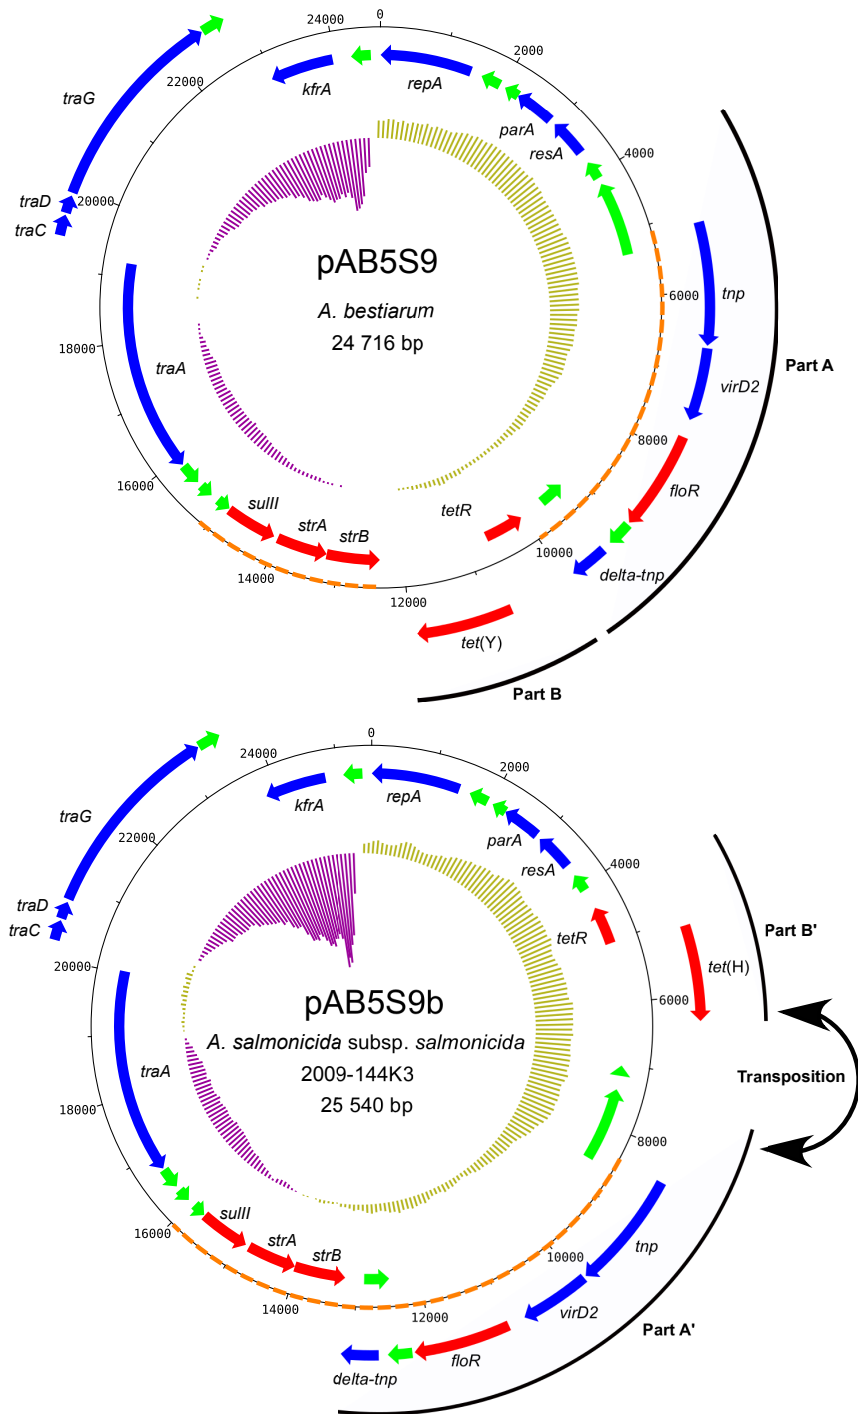 0
24000
2000
kfrA
repA
22000
traG
parA
resA
4000
traD
20000
traC
pAB5S9
A. bestiarum
24 716 bp
6000
tnp
18000
traA
Part A
virD2
8000
16000
floR
sulII
tetR
strA
strB
10000
14000
delta-tnp
12000
tet(Y)
Part B
0
24000
2000
kfrA
repA
traG
22000
parA
resA
4000
traD
traC
tetR
Part B'
20000
tet(H)
pAB5S9b
6000
A. salmonicida subsp. salmonicida
2009-144K3
traA
Transposition
25 540 bp
18000
8000
16000
sulII
strA
strB
tnp
10000
virD2
14000
12000
Part A'
floR
delta-tnp